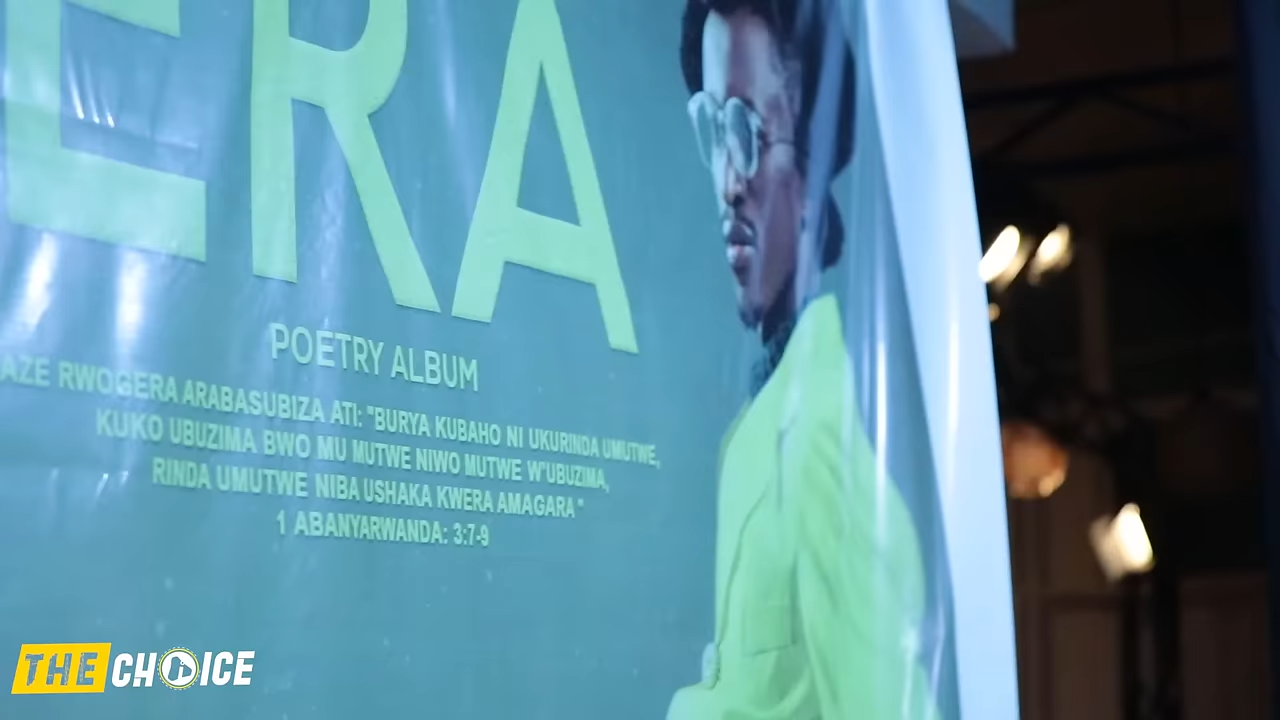 ERA
POETRY ALBUM
AZE RWOGERA ARABASUBIZA ATI: "BURYA KUBAHO NI UKURINDA UMUTWE,
KUKO UBUZIMA BWO MU MUTWE NIWO MUTWE W'UBUZIMA,
RINDA UMUTWE NIBA USHAKA KWERA AMAGARA"
1 ABANYARWANDA: 3:7-9
THE CHOICE